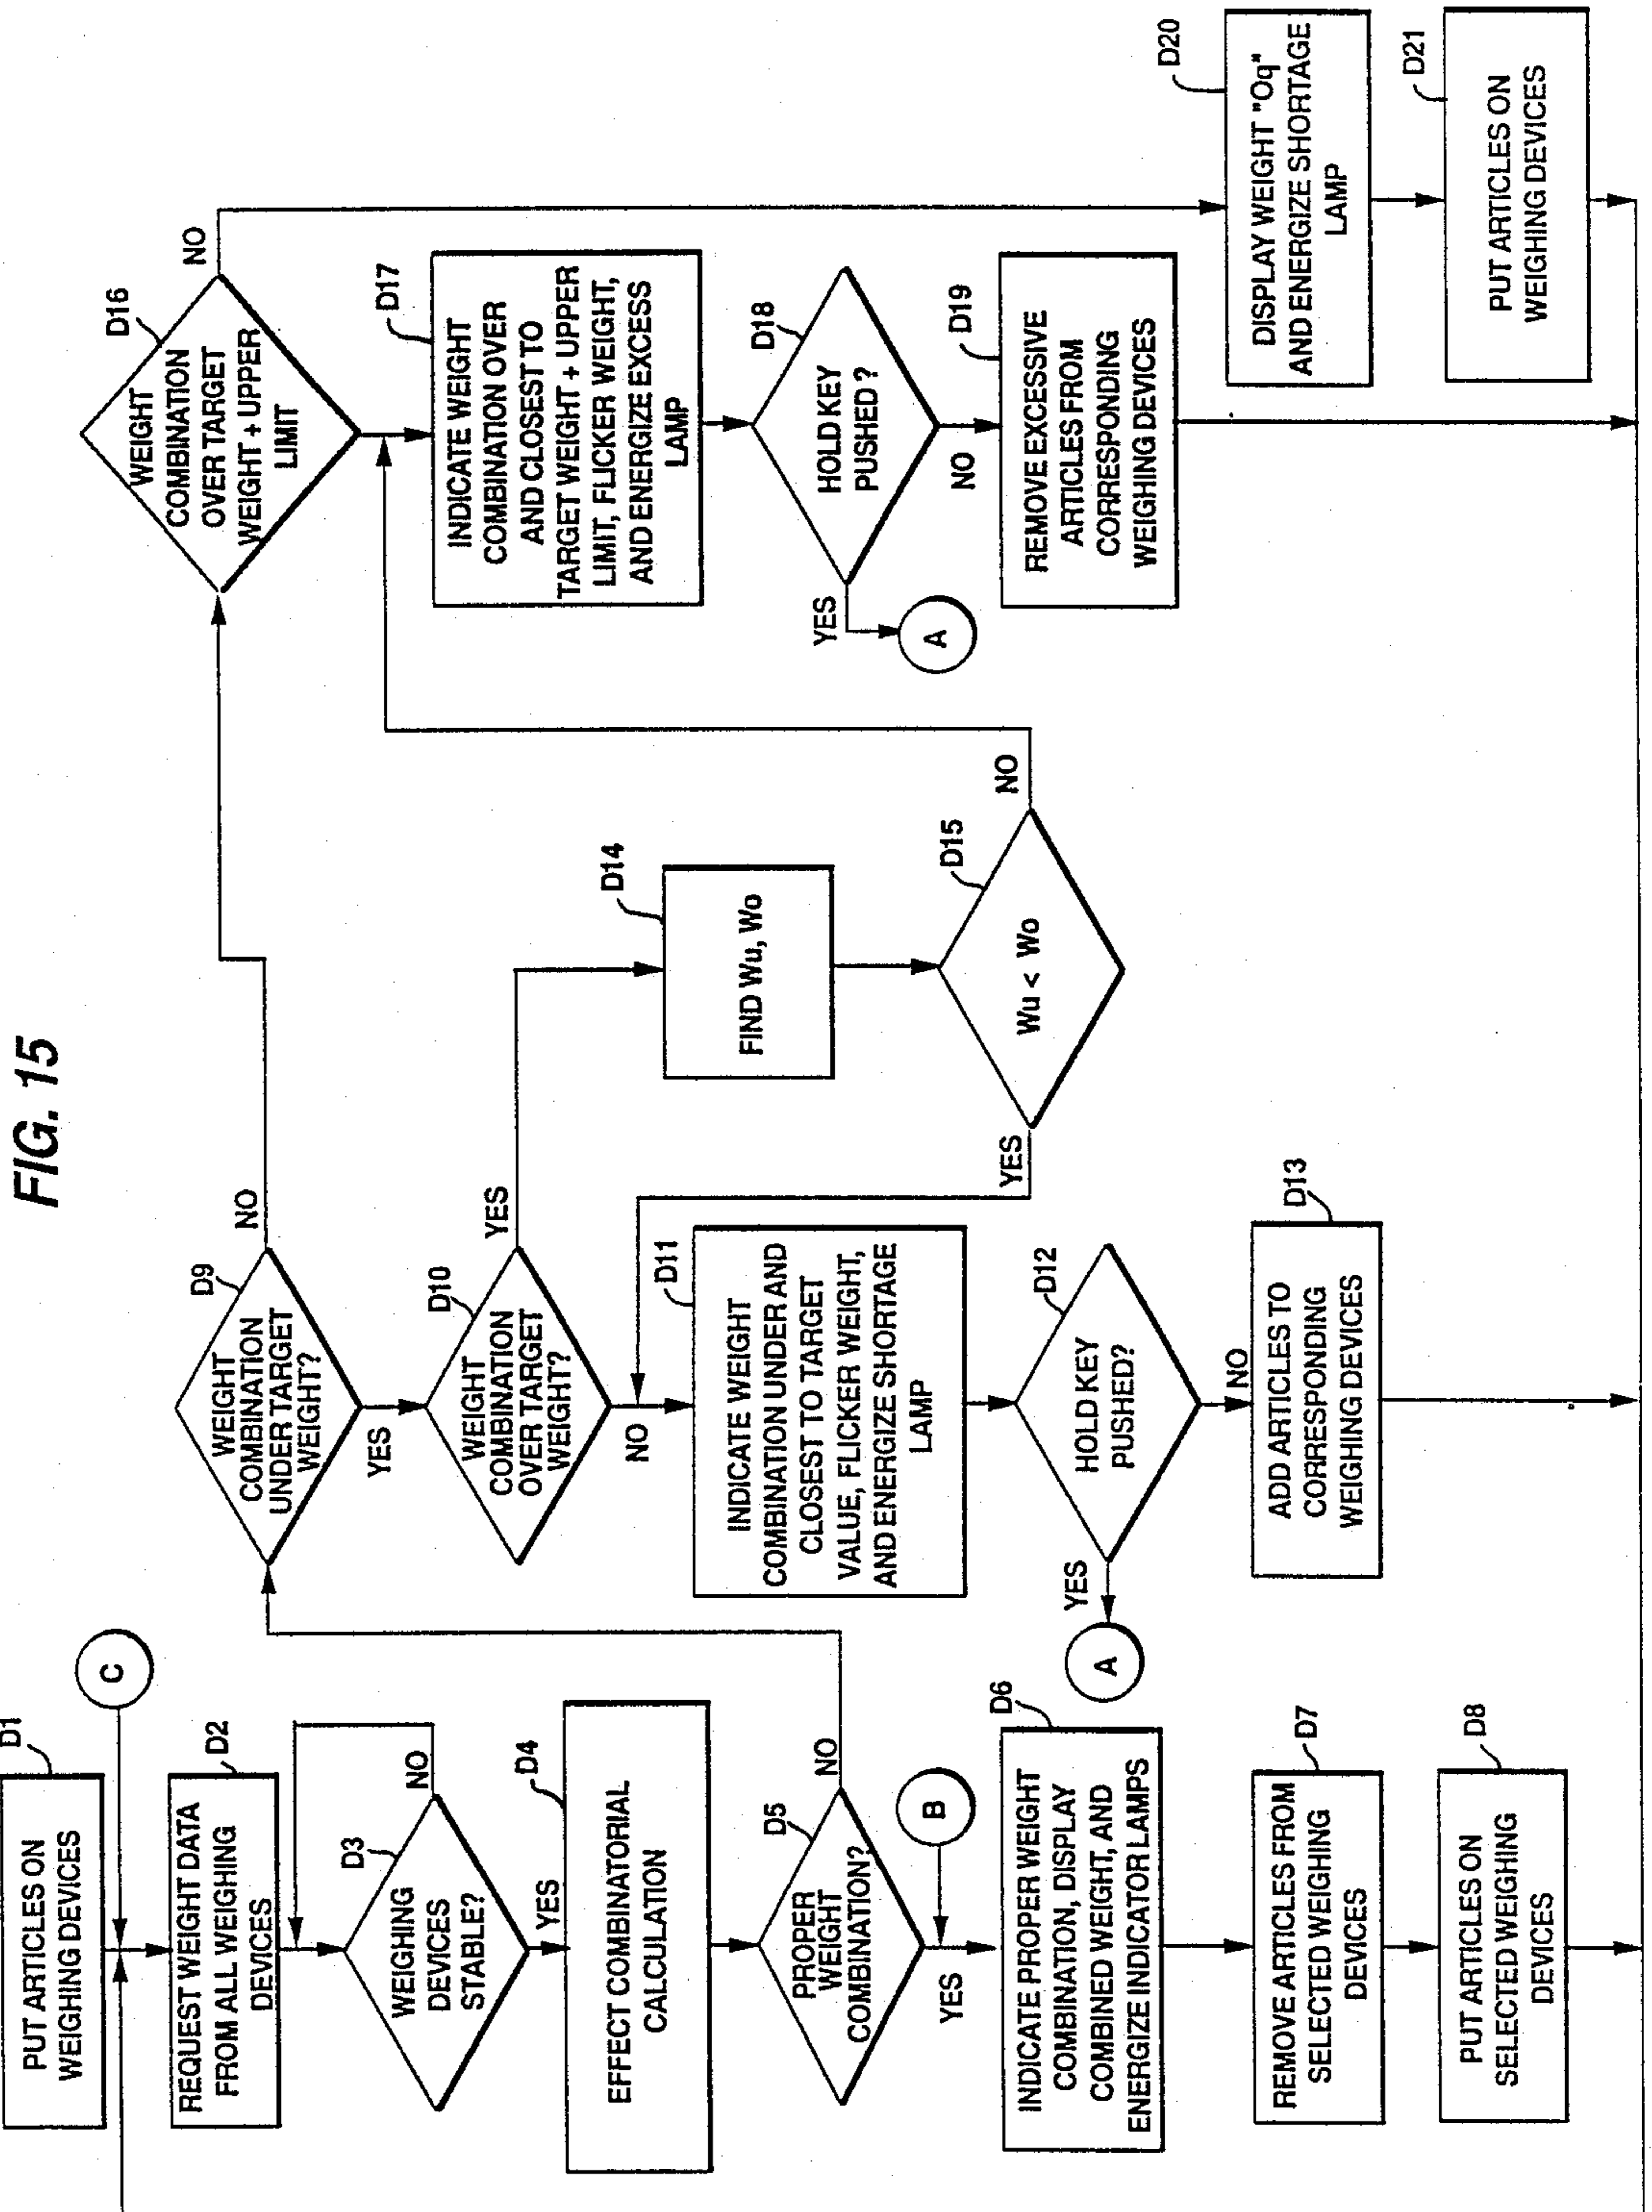 FIG. 15
D1
PUT ARTICLES ON
WEIGHING DEVICES
C
D2
REQUEST WEIGHT DATA
FROM ALL WEIGHING
DEVICES
D3
WEIGHING
DEVICES
STABLE?
NO
YES
D4
EFFECT COMBINATORIAL
CALCULATION
D5
PROPER
WEIGHT
COMBINATION?
NO
YES
B
D6
INDICATE PROPER WEIGHT
COMBINATION, DISPLAY
COMBINED WEIGHT, AND
ENERGIZE INDICATOR LAMPS
D7
REMOVE ARTICLES FROM
SELECTED WEIGHING
DEVICES
D8
PUT ARTICLES ON
SELECTED WEIGHING
DEVICES
D9
WEIGHT
COMBINATION
UNDER TARGET
WEIGHT?
NO
YES
D10
WEIGHT
COMBINATION
OVER TARGET
WEIGHT?
YES
NO
D11
INDICATE WEIGHT
COMBINATION UNDER AND
CLOSEST TO TARGET
VALUE, FLICKER WEIGHT,
AND ENERGIZE SHORTAGE
LAMP
D12
HOLD KEY
PUSHED?
YES
A
NO
D13
ADD ARTICLES TO
CORRESPONDING
WEIGHING DEVICES
D14
FIND Wu, Wo
D15
Wu < Wo
YES
NO
D16
WEIGHT
COMBINATION
OVER TARGET
WEIGHT + UPPER
LIMIT
NO
D17
INDICATE WEIGHT
COMBINATION OVER
AND CLOSEST TO
TARGET WEIGHT + UPPER
LIMIT, FLICKER WEIGHT,
AND ENERGIZE EXCESS
LAMP
D18
HOLD KEY
PUSHED ?
YES
A
NO
D19
REMOVE EXCESSIVE
ARTICLES FROM
CORRESPONDING
WEIGHING DEVICES
D20
DISPLAY WEIGHT "Oq"
AND ENERGIZE SHORTAGE
LAMP
D21
PUT ARTICLES ON
WEIGHING DEVICES